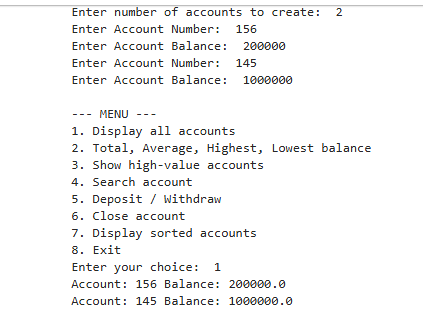 Enter number of accounts to create:  2
Enter Account Number:  156
Enter Account Balance:  200000
Enter Account Number:  145
Enter Account Balance:  1000000
--- MENU ---
1. Display all accounts
2. Total, Average, Highest, Lowest balance
3. Show high-value accounts
4. Search account
5. Deposit / Withdraw
6. Close account
7. Display sorted accounts
8. Exit
Enter your choice:  1
Account: 156 Balance: 200000.0
Account: 145 Balance: 1000000.0